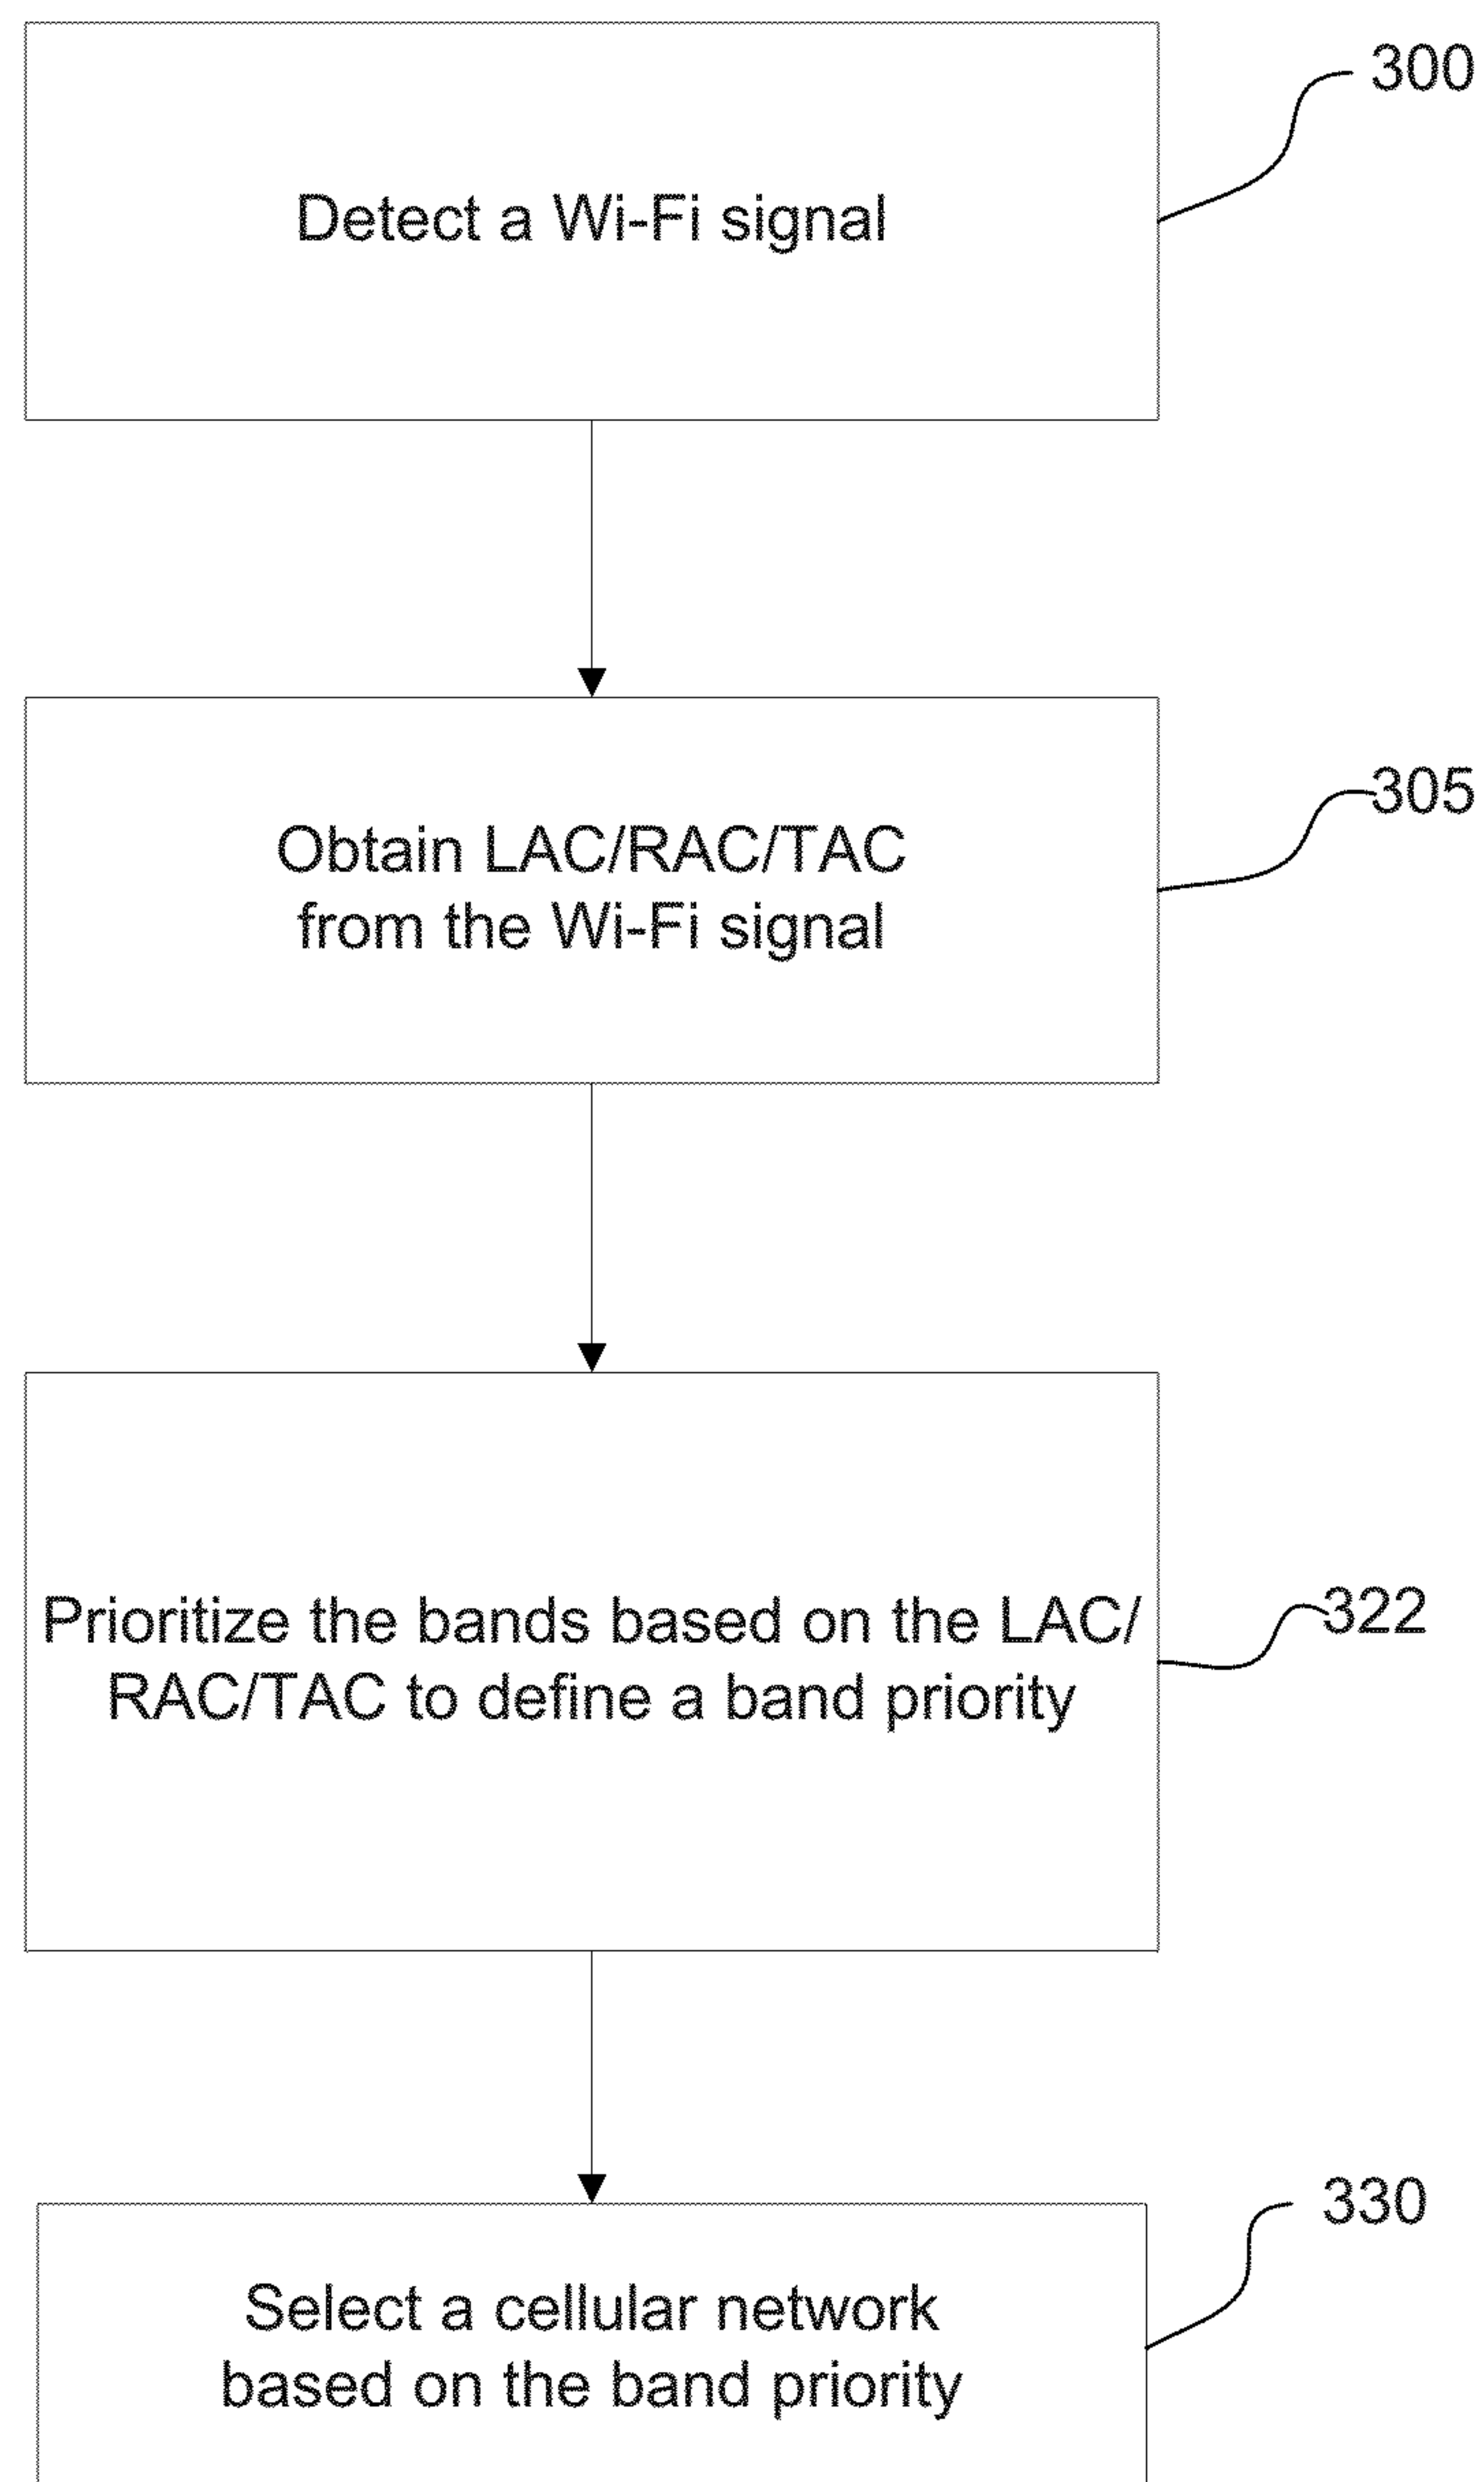 Detect a Wi-Fi signal
300
Obtain LAC/RAC/TAC
from the Wi-Fi signal
305
Prioritize the bands based on the LAC/
RAC/TAC to define a band priority
322
Select a cellular network
based on the band priority
330